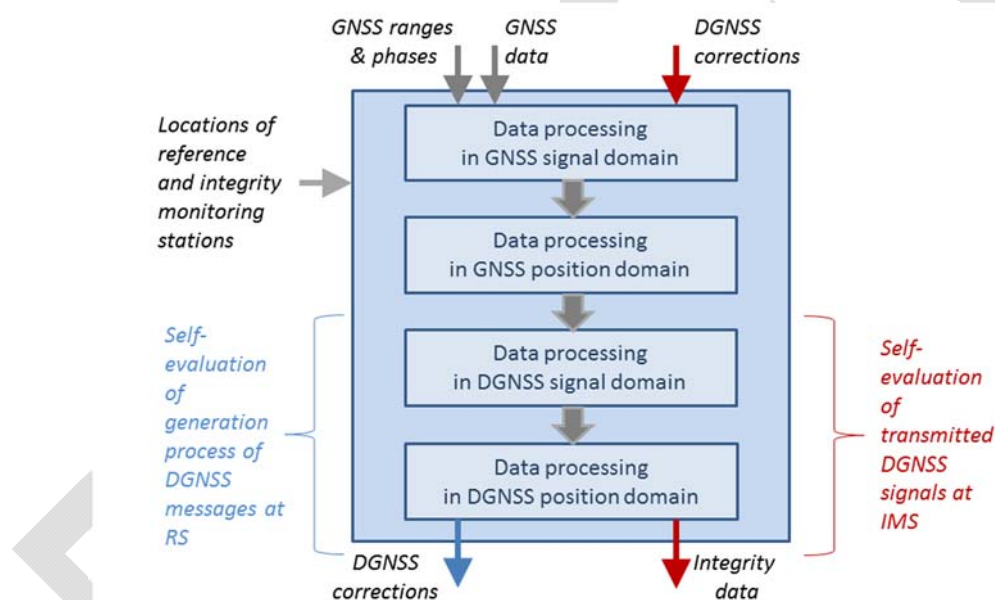 GNSS ranges
& phases
GNSS
data
DGNSS
corrections
Locations of
reference
and integrity
monitoring
stations
Data processing
in GNSS signal domain
Data processing
in GNSS position domain
Data processing
in DGNSS signal domain
Data processing
in DGNSS position domain
Self-
evaluation
of
generation
process of
DGNSS
messages at
RS
Self-
evaluation
of
transmitted
DGNSS
signals at
IMS
DGNSS
corrections
Integrity
data